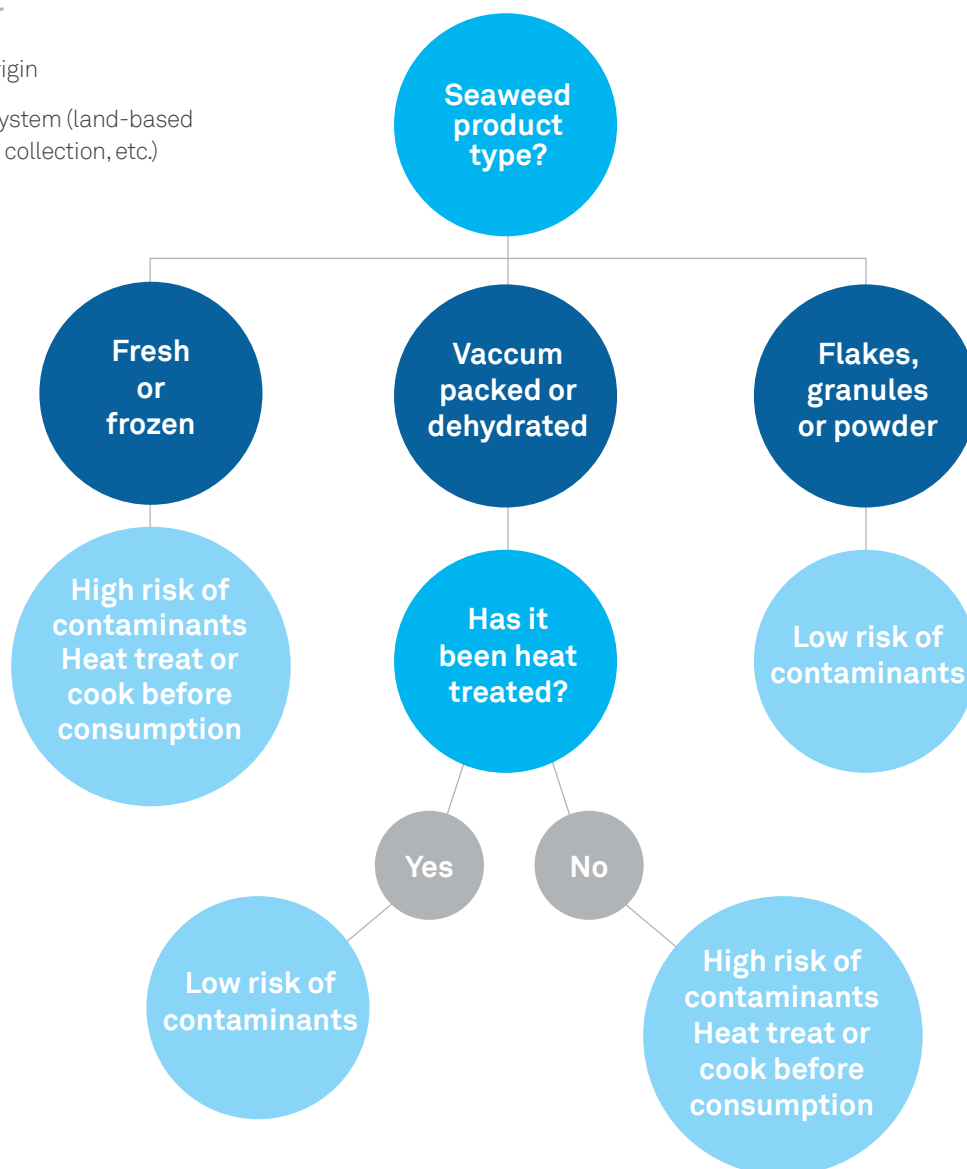 rigin
ystem (land-based
collection, etc.)
Seaweed
product
type?
Fresh
or
frozen
Vaccum
packed or
dehydrated
Flakes,
granules
or powder
High risk of
contaminants
Heat treat or
cook before
consumption
Has it
been heat
treated?
Low risk of
contaminants
Yes
No
Low risk of
contaminants
High risk of
contaminants
Heat treat or
cook before
consumption